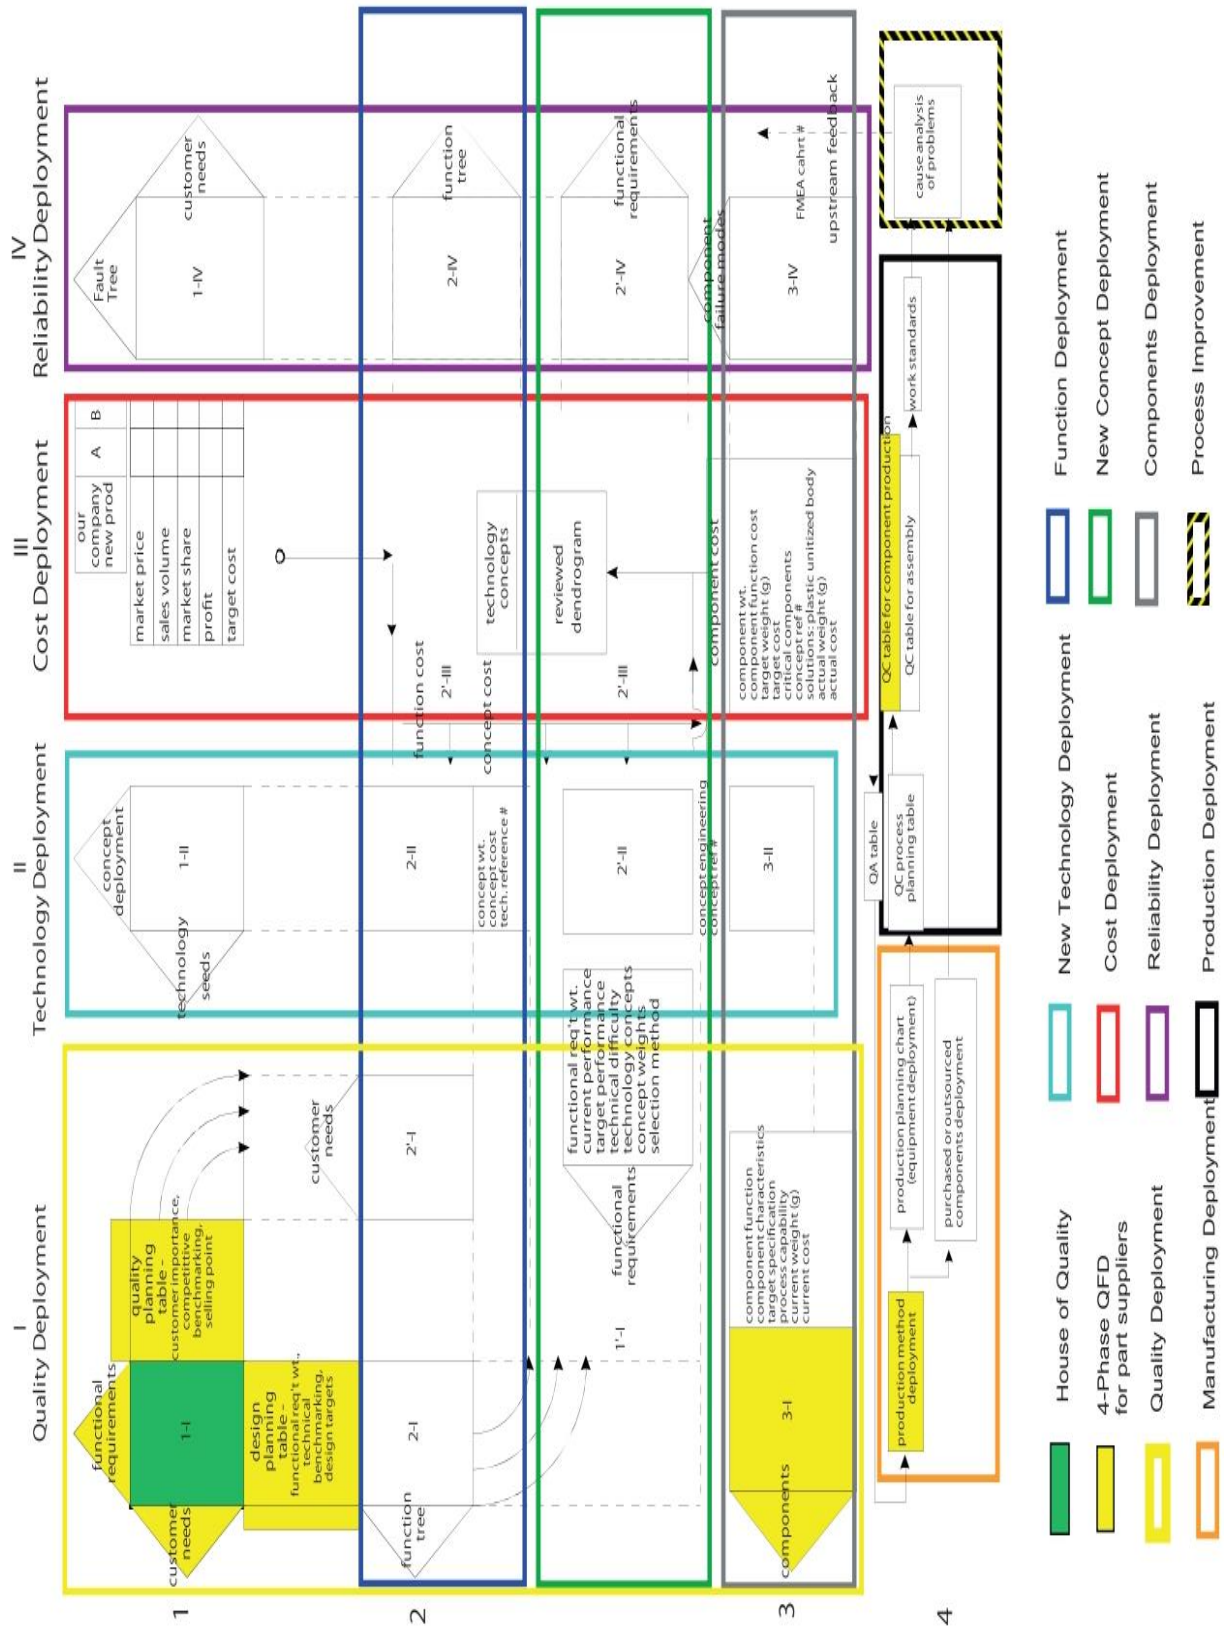 I
Quality Deployment
II
Technology Deployment
III
Cost Deployment
IV
Reliability Deployment
1
functional
requirements
customer
needs
1-I
quality
planning
table -
customer importance,
competittive
benchmarking,
selling point
design
planning
table -
functional req't wt.,
technical
benchmarking,
design targets
concept
deployment
technology
seeds
1-II
our
company
new prod
A
B
market price
sales volume
market share
profit
target cost
Fault
Tree
1-IV
customer
needs
2
function
tree
2-I
customer
needs
2'-I
2-II
concept wt.
concept cost
tech. reference #
function cost
2'-III
concept cost
technology
concepts
reviewed
dendrogram
2-IV
function
tree
1'-I
functional
requirements
functional req't wt.
current performance
target performance
technical difficulty
technology concepts
concept weights
selection method
2'-II
2'-III
2'-IV
functional
requirements
3
components
3-I
component function
component characteristics
target specification
process capability
current weight (g)
current cost
concept engineering
concept ref #
3-II
component cost
component wt.
component function cost
target weight (g)
target cost
critical components
concept ref #
solutions: plastic unitized body
actual weight (g)
actual cost
component
failure modes
3-IV
FMEA cahrt #
upstream feedback
4
production method
deployment
production planning chart
(equipment deployment)
purchased or outsourced
components deployment
QA table
QC process
planning table
QC table for component production
QC table for assembly
work standards
cause analysis
of problems
House of Quality
4-Phase QFD
for part suppliers
Quality Deployment
Manufacturing Deployment
New Technology Deployment
Cost Deployment
Reliability Deployment
Production Deployment
Function Deployment
New Concept Deployment
Components Deployment
Process Improvement